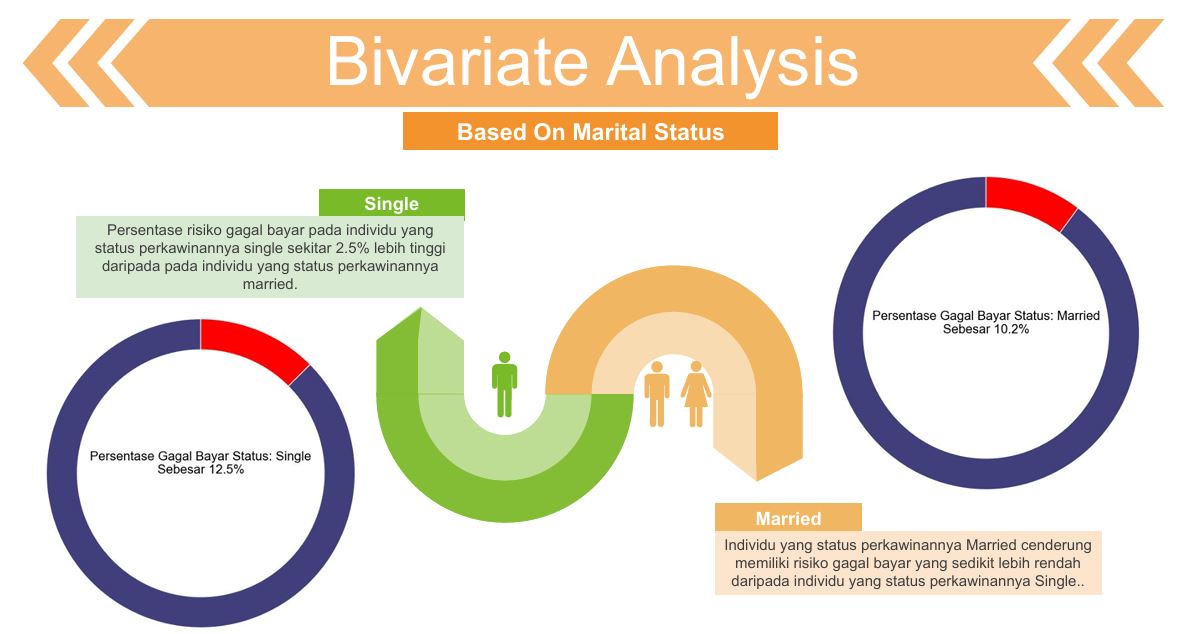 Bivariate Analysis
Based On Marital Status
Single
Persentase risiko gagal bayar pada individu yang
status perkawinannya single sekitar 2.5% lebih tinggi
daripada pada individu yang status perkawinannya
married.
Persentase Gagal Bayar Status: Single
Sebesar 12.5%
Persentase Gagal Bayar Status: Married
Sebesar 10.2%
Married
Individu yang status perkawinannya Married cenderung
memiliki risiko gagal bayar yang sedikit lebih rendah
daripada individu yang status perkawinannya Single..